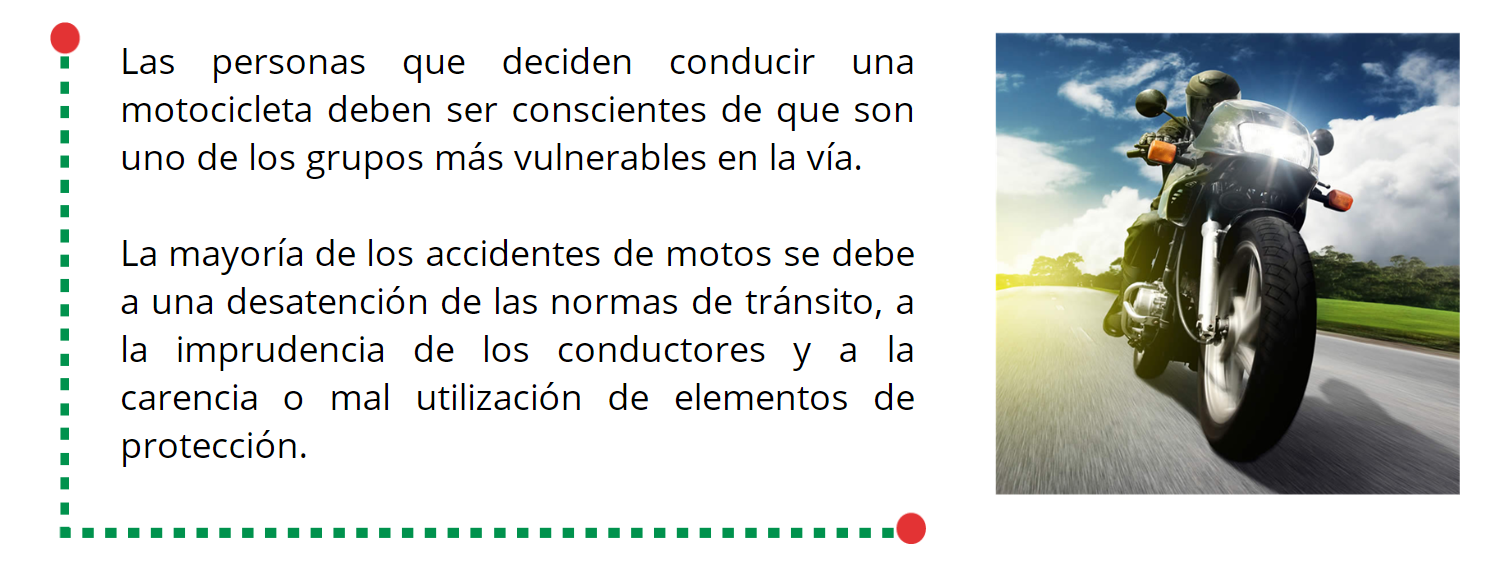 Las personas que deciden conducir una
motocicleta deben ser conscientes de que son
uno de los grupos más vulnerables en la vía.
La mayoría de los accidentes de motos se debe
a una desatención de las normas de tránsito, a
la imprudencia de los conductores y a la
carencia o mal utilización de elementos de
protección.